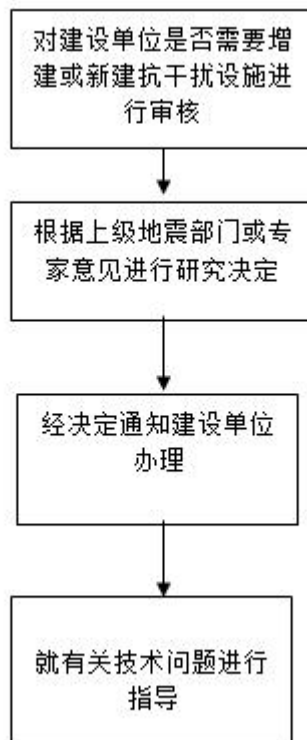 对建设单位是否需要增
建或新建抗干扰设施进
行审核
根据上级地震部门或专
家意见进行研究决定
经决定通知建设单位
办理
就有关技术问题进行
指导